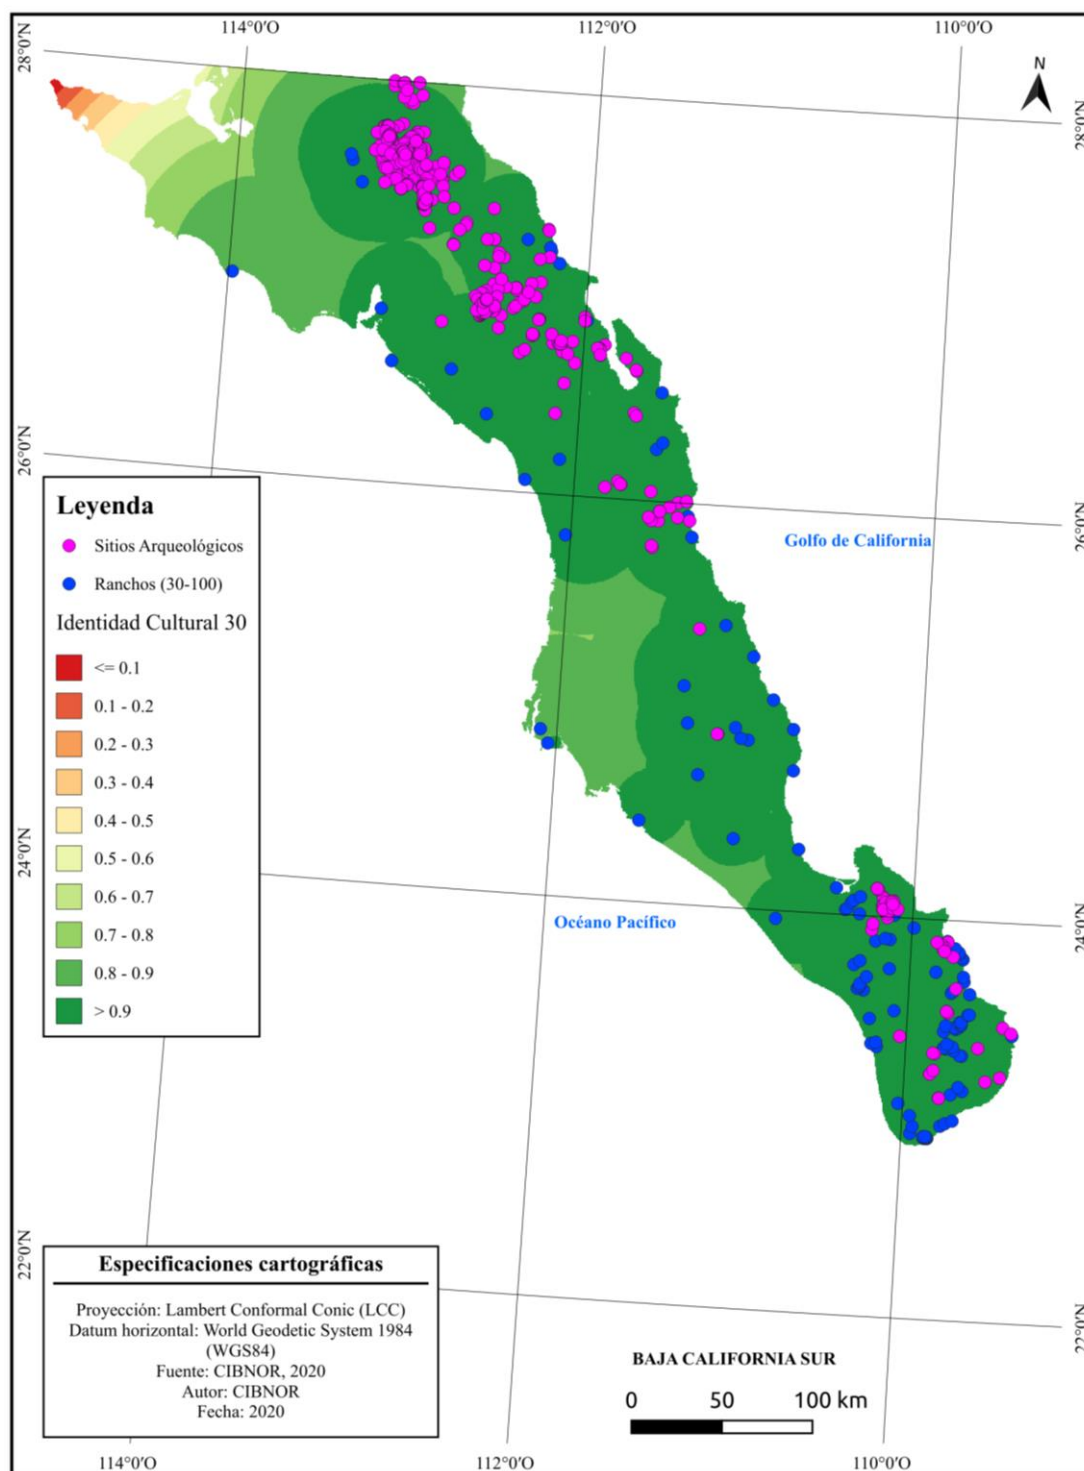 114°0'O
112°0'O
110°0'O
28°0'N
N
28°0'N
26°0'N
Leyenda
Sitios Arqueológicos
Ranchos (30-100)
Identidad Cultural 30
<= 0.1
0.1 - 0.2
0.2 - 0.3
0.3 - 0.4
0.4 - 0.5
0.5 - 0.6
0.6 - 0.7
0.7 - 0.8
0.8 - 0.9
> 0.9
Golfo de California
26°0'N
24°0'N
Océano Pacífico
24°0'N
22°0'N
Especificaciones cartográficas
Proyección: Lambert Conformal Conic (LCC)
Datum horizontal: World Geodetic System 1984
(WGS84)
Fuente: CIBNOR, 2020
Autor: CIBNOR
Fecha: 2020
BAJA CALIFORNIA SUR
0 50 100 km
22°0'N
114°0'O
112°0'O
110°0'O